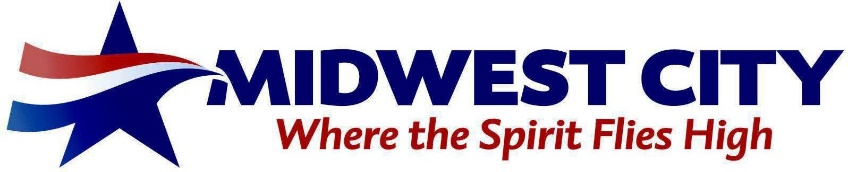 MIDWEST CITY
Where the Spirit Flies High